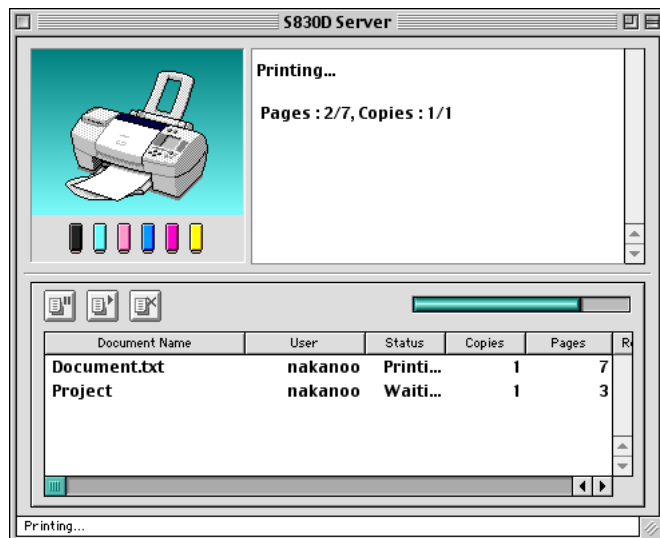 S830D Server
Printing...
Pages : 2/7, Copies : 1/1
Document Name User Status Copies Pages Re
Document.txt nakanoo Printi... 1 7
Project nakanoo Waiti... 1 3
Printing...